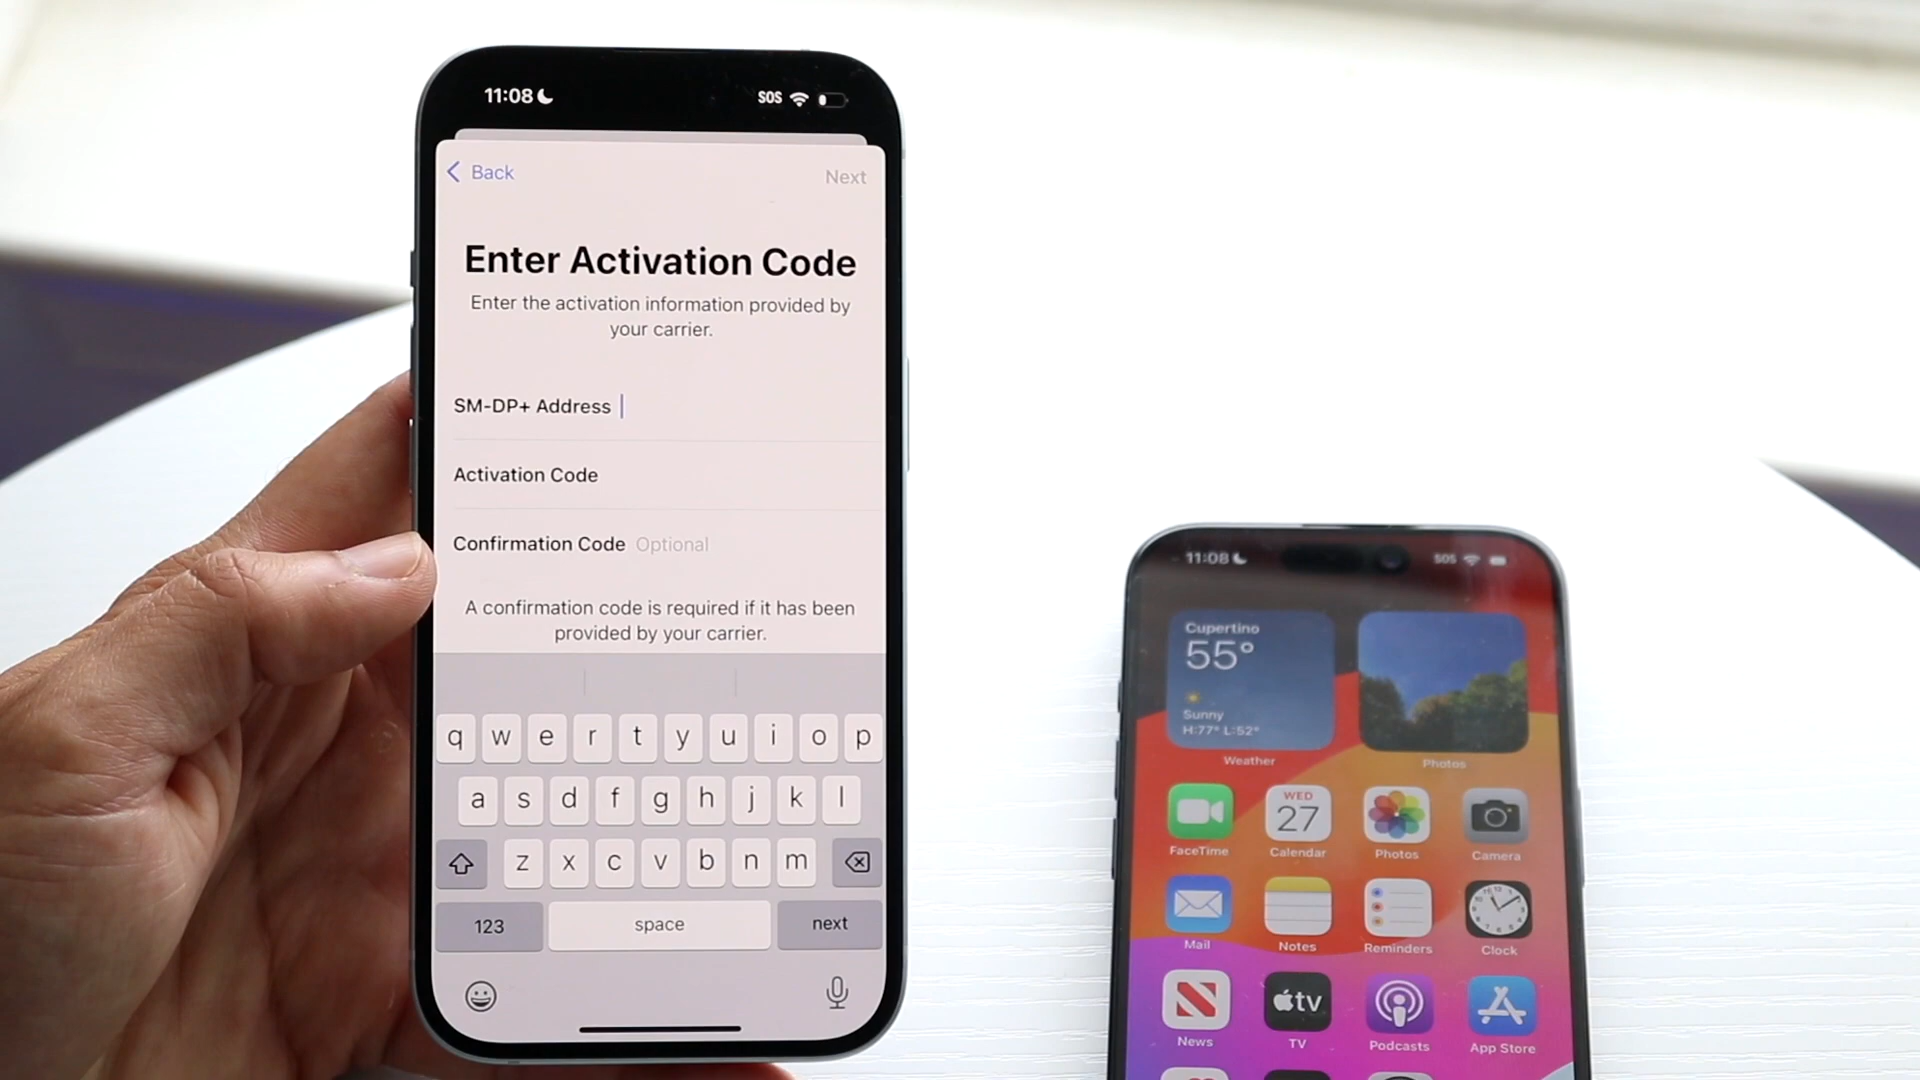 11:08
SOS
Back
Next
Enter Activation Code
Enter the activation information provided by
your carrier.
SM-DP+ Address
Activation Code
Confirmation Code Optional
A confirmation code is required if it has been
provided by your carrier.
q w e r t y u i o p
a s d f g h j k l
z x c v b n m
123 space next
11:08
SOS
Cupertino
55°
Sunny
H:77° L:52°
Weather
Photos
WED
27
FaceTime
Calendar
Photos
Camera
Mail
Notes
Reminders
Clock
tv
News
TV
Podcasts
App Store